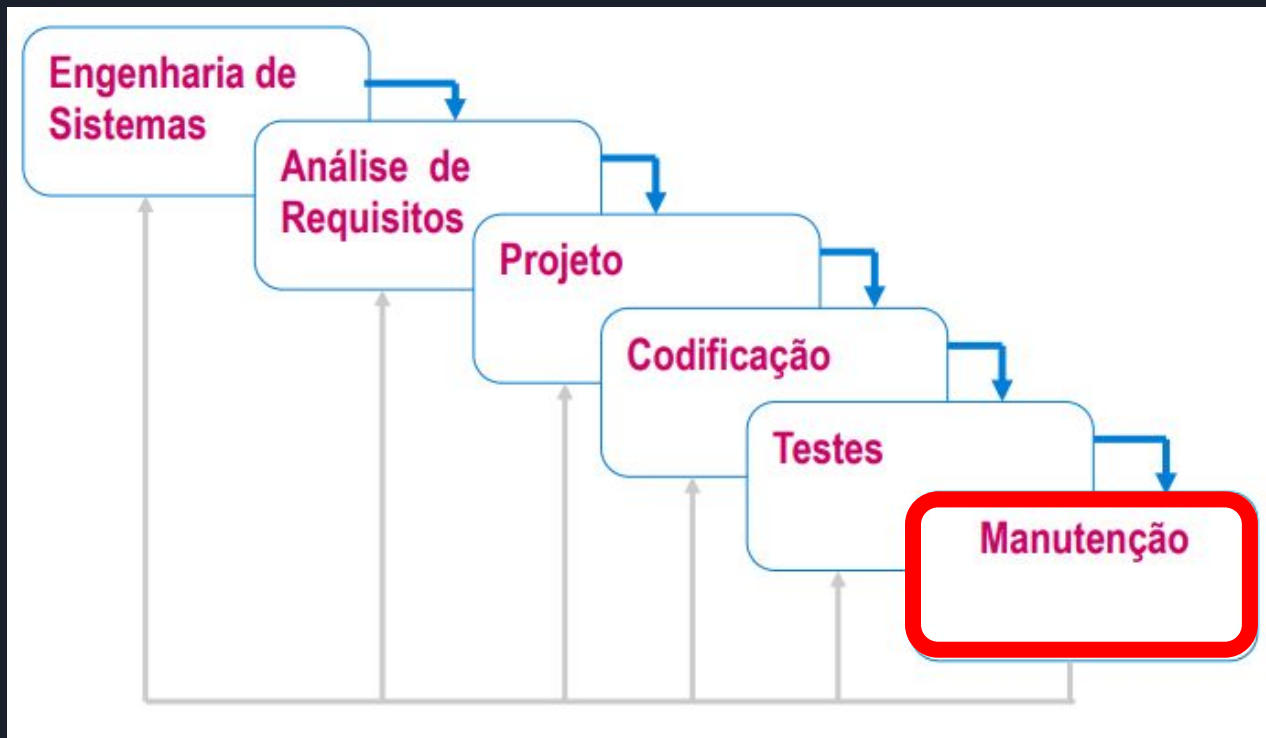 Engenharia de
Sistemas
Análise de
Requisitos
Projeto
Codificação
Testes
Manutenção